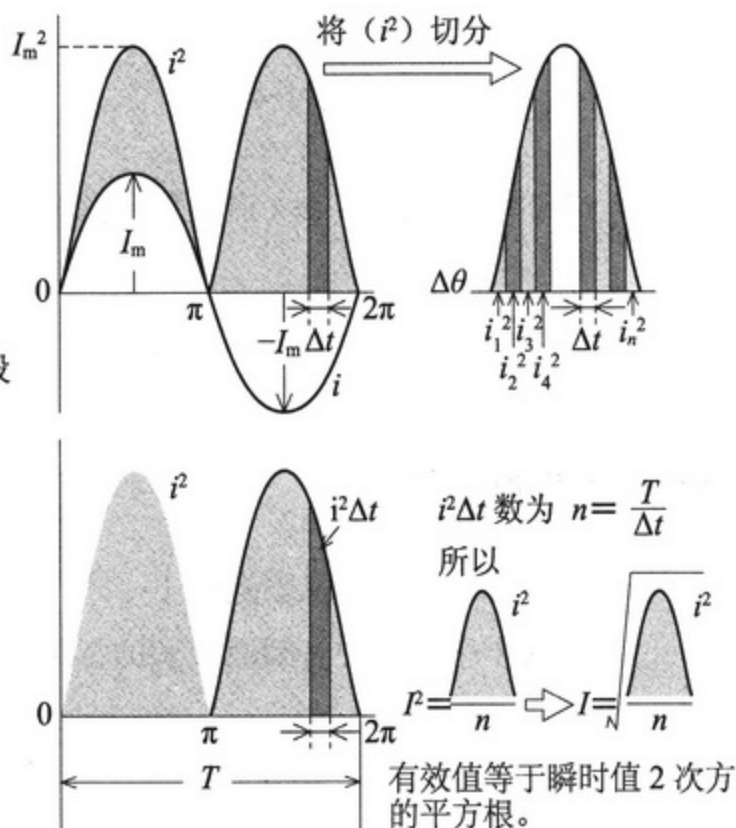 将（i²）切分
Iₘ²
i²
Iₘ
0
π
2π
−Iₘ
Δt
i
Δθ
i₁² i₃²
Δt
iₙ²
i₂² i₄²
段
i²
i²Δt
i²Δt 数为 n= T/Δt
所以
i²
i²
I²=
n
I=√
n
0
π
2π
T
有效值等于瞬时值 2 次方
的平方根。